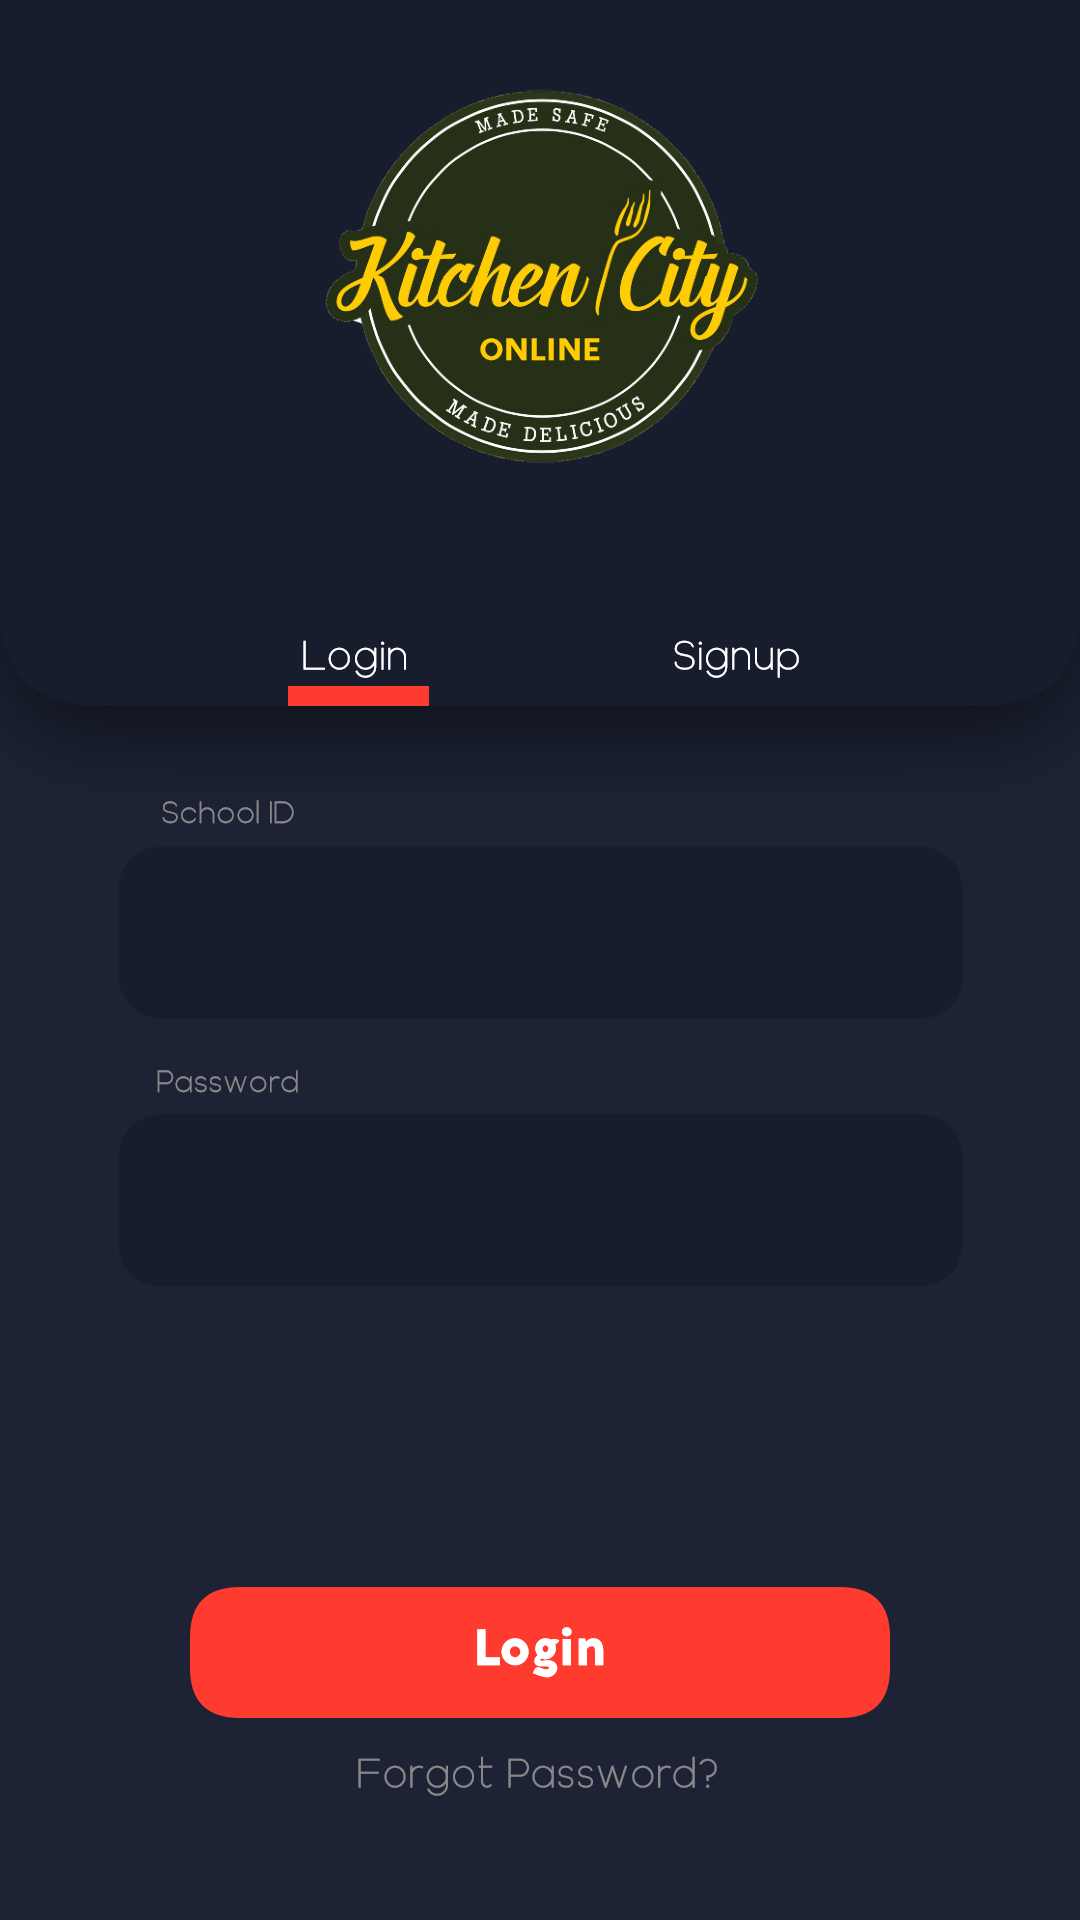 MADE SAFE
Kitchen City
ONLINE
MADE DELICIOUS
Login
Signup
School ID
Password
Login
Forgot Password?